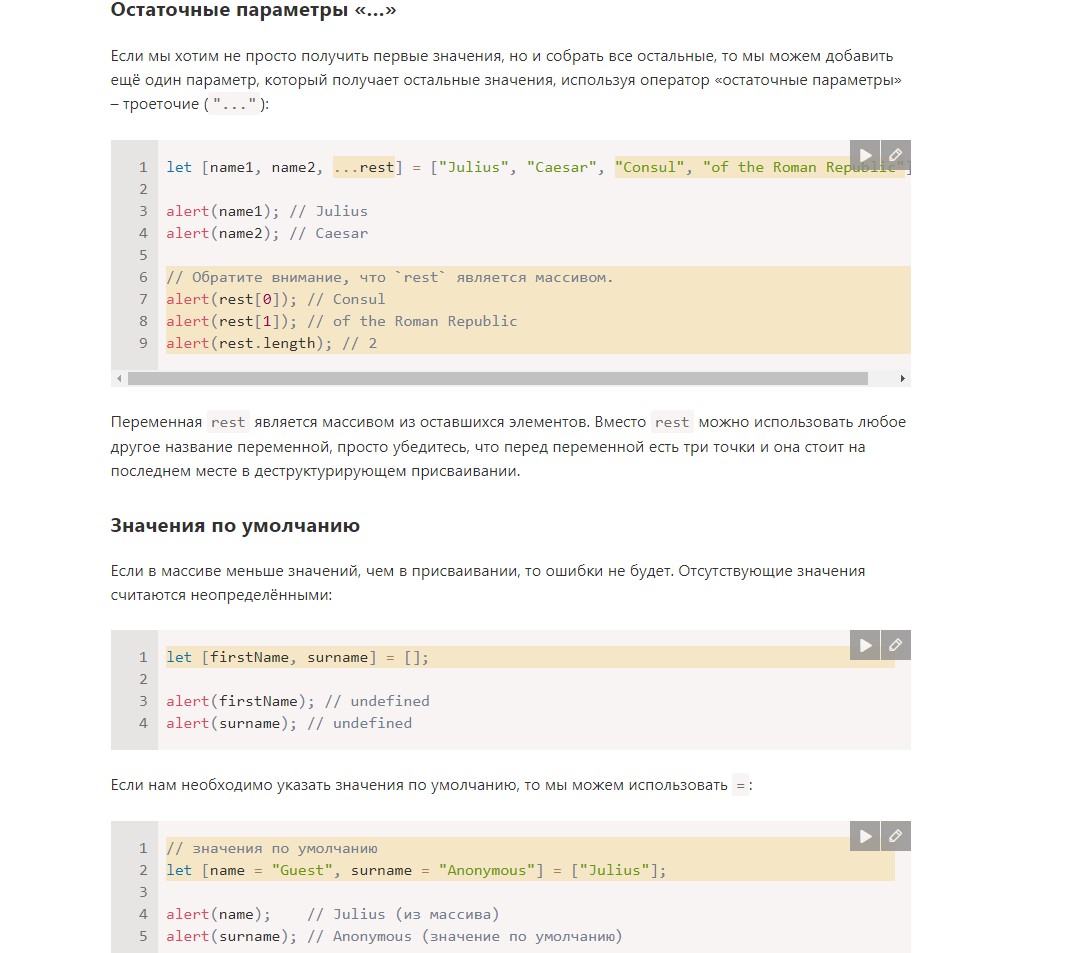 Остаточные параметры «…»
Если мы хотим не просто получить первые значения, но и собрать все остальные, то мы можем добавить
ещё один параметр, который получает остальные значения, используя оператор «остаточные параметры»
– троеточие ("..."):
1 let [name1, name2, ...rest] = ["Julius", "Caesar", "Consul", "of the Roman Republic"]
2
3 alert(name1); // Julius
4 alert(name2); // Caesar
5
6 // Обратите внимание, что `rest` является массивом.
7 alert(rest[0]); // Consul
8 alert(rest[1]); // of the Roman Republic
9 alert(rest.length); // 2
Переменная rest является массивом из оставшихся элементов. Вместо rest можно использовать любое
другое название переменной, просто убедитесь, что перед переменной есть три точки и она стоит на
последнем месте в деструктурирующем присваивании.
Значения по умолчанию
Если в массиве меньше значений, чем в присваивании, то ошибки не будет. Отсутствующие значения
считаются неопределёнными:
1 let [firstName, surname] = [];
2
3 alert(firstName); // undefined
4 alert(surname); // undefined
Если нам необходимо указать значения по умолчанию, то мы можем использовать =:
1 // значения по умолчанию
2 let [name = "Guest", surname = "Anonymous"] = ["Julius"];
3
4 alert(name);    // Julius (из массива)
5 alert(surname); // Anonymous (значение по умолчанию)